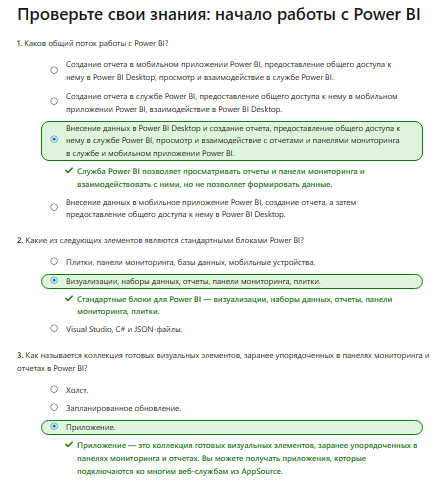 Проверьте свои знания: начало работы с Power BI
1. Каков общий поток работы с Power BI?
Создание отчета в мобильном приложении Power BI, предоставление общего доступа к
нему в Power BI Desktop, просмотр и взаимодействие в службе Power BI.
Создание отчета в службе Power BI, предоставление общего доступа к нему в мобильном
приложении Power BI, взаимодействие в Power BI Desktop.
Внесение данных в Power BI Desktop и создание отчета, предоставление общего доступа к
нему в службе Power BI, просмотр и взаимодействие с отчетами и панелями мониторинга
в службе и мобильном приложении Power BI.
Служба Power BI позволяет просматривать отчеты и панели мониторинга и
взаимодействовать с ними, но не позволяет формировать данные.
Внесение данных в мобильное приложение Power BI, создание отчета, а затем
предоставление общего доступа к нему в Power BI Desktop.
2. Какие из следующих элементов являются стандартными блоками Power BI?
Плитки, панели мониторинга, базы данных, мобильные устройства.
Визуализации, наборы данных, отчеты, панели мониторинга, плитки.
Стандартные блоки для Power BI — визуализации, наборы данных, отчеты, панели
мониторинга, плитки.
Visual Studio, C# и JSON-файлы.
3. Как называется коллекция готовых визуальных элементов, заранее упорядоченных в панелях мониторинга и
отчетах в Power BI?
Холст.
Запланированное обновление.
Приложение.
Приложение — это коллекция готовых визуальных элементов, заранее упорядоченных в
панелях мониторинга и отчетах. Вы можете получать приложения, которые
подключаются ко многим веб-службам из AppSource.